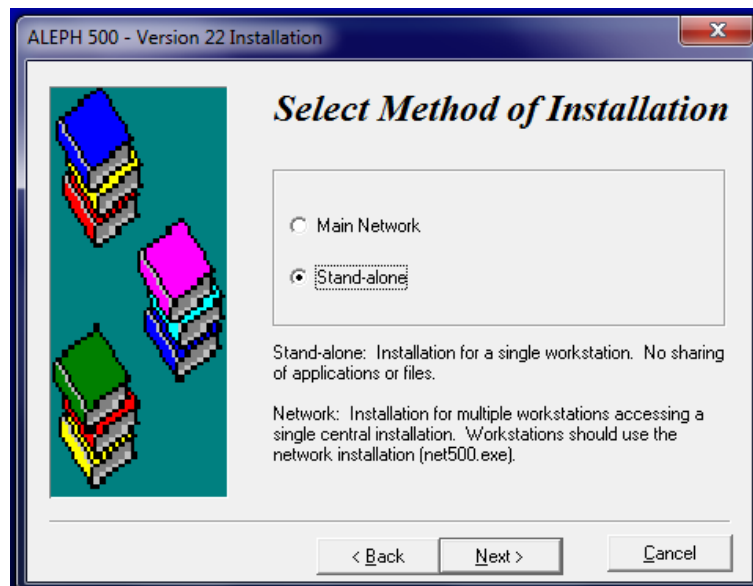 ALEPH 500 - Version 22 Installation
Select Method of Installation
Main Network
Stand-alone
Stand-alone: Installation for a single workstation. No sharing
of applications or files.
Network: Installation for multiple workstations accessing a
single central installation. Workstations should use the
network installation (net500.exe).
< Back
Next >
Cancel